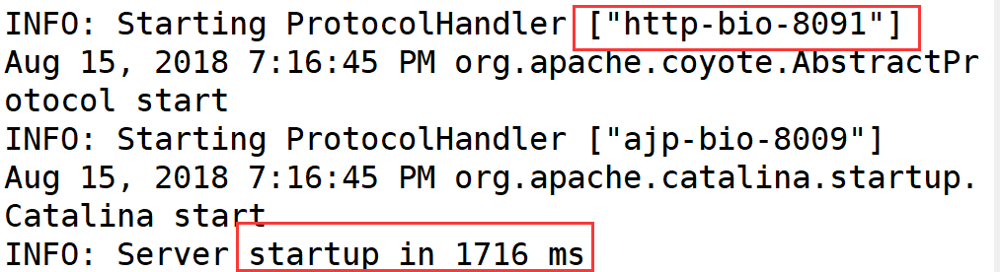 INFO: Starting ProtocolHandler ["http-bio-8091"]
Aug 15, 2018 7:16:45 PM org.apache.coyote.AbstractPr
otocol start
INFO: Starting ProtocolHandler ["ajp-bio-8009"]
Aug 15, 2018 7:16:45 PM org.apache.catalina.startup.
Catalina start
INFO: Server startup in 1716 ms